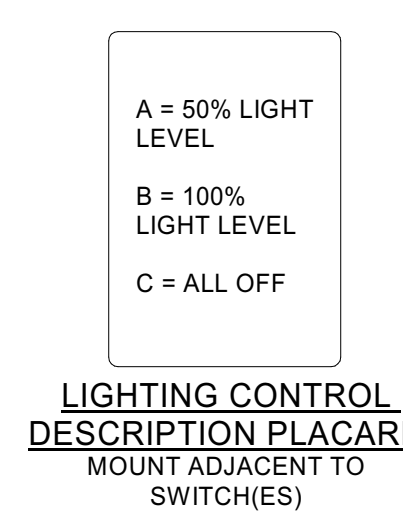 A = 50% LIGHT
LEVEL
B = 100%
LIGHT LEVEL
C = ALL OFF
LIGHTING CONTROL
DESCRIPTION PLACAR
MOUNT ADJACENT TO
SWITCH(ES)